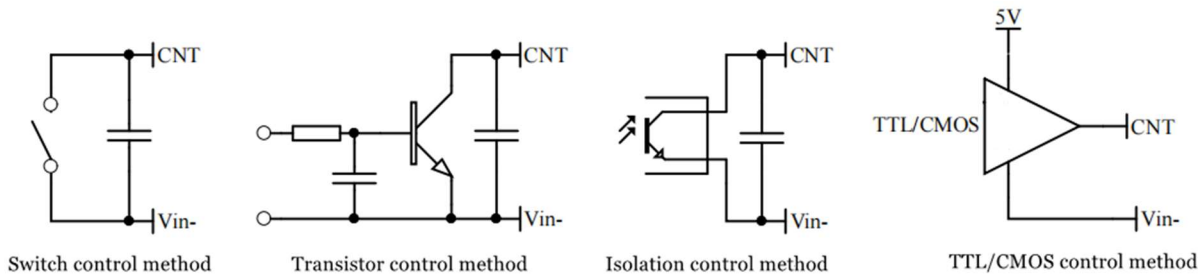 5V
CNT
CNT
CNT
TTL/CMOS
CNT
Vin-
Vin-
Vin-
Vin-
Switch control method
Transistor control method
Isolation control method
TTL/CMOS control method